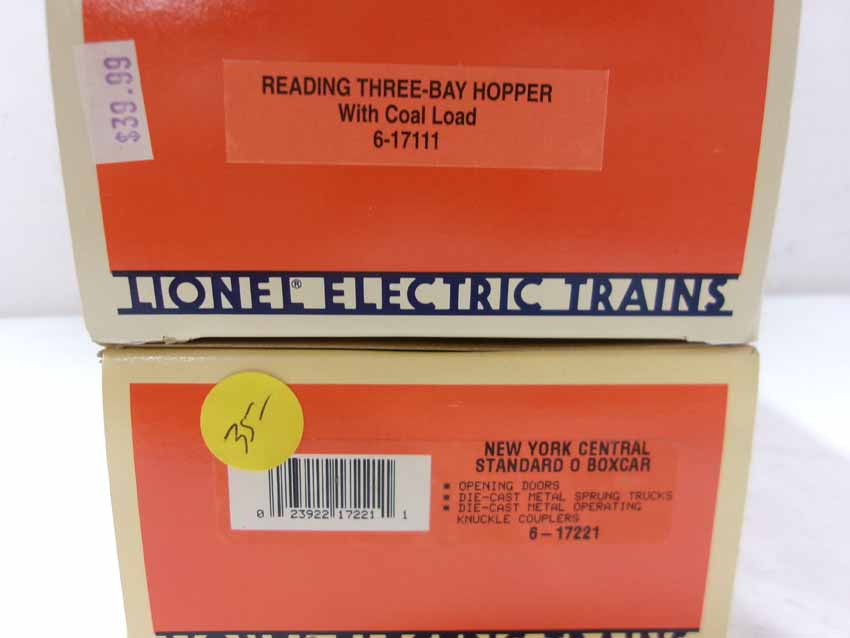 $39.99
READING THREE-BAY HOPPER
With Coal Load
6-17111
LIONEL® ELECTRIC TRAINS
35-
NEW YORK CENTRAL
STANDARD O BOXCAR
▪ OPENING DOORS
▪ DIE-CAST METAL SPRUNG TRUCKS
▪ DIE-CAST METAL OPERATING
KNUCKLE COUPLERS
6-17221
0 23922 17221 1